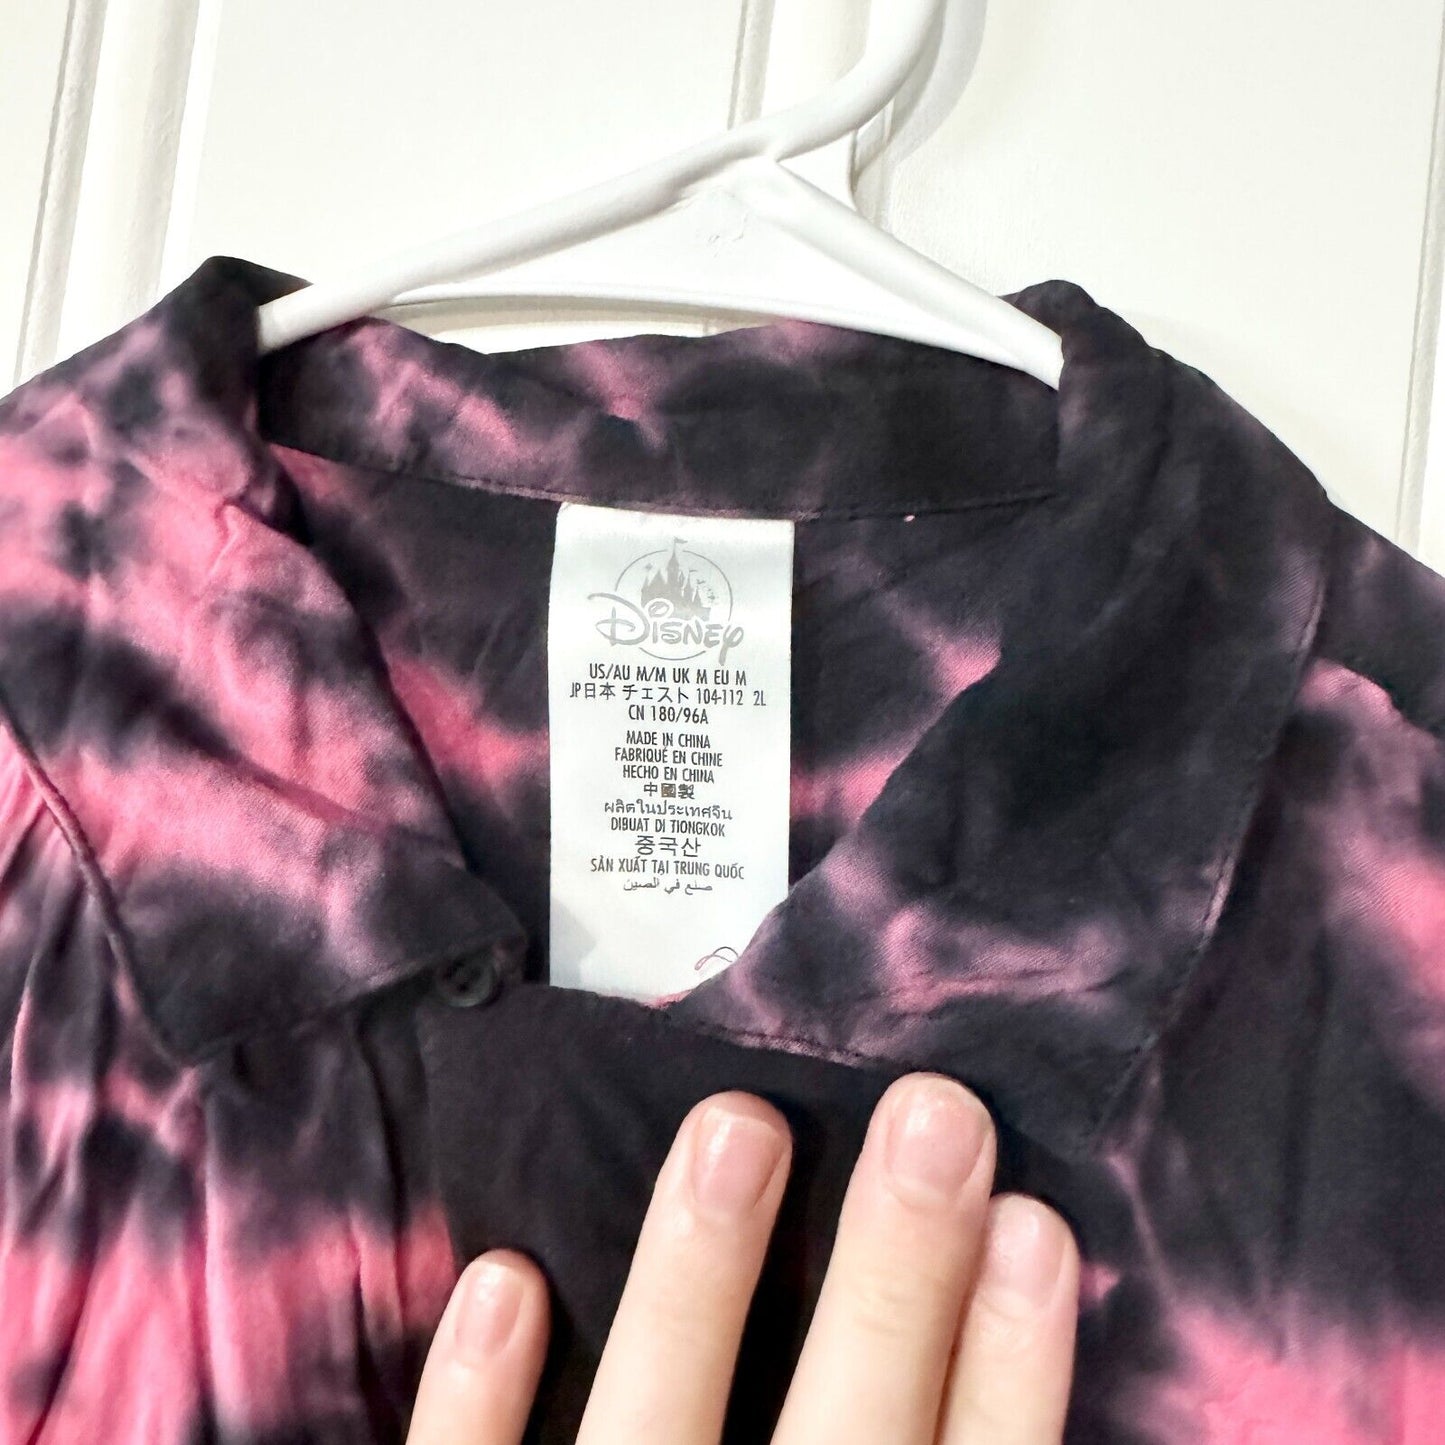 Disney
US/AU M/M UK M EU M
JP日本 チェスト 104-112 2L
CN 180/96A
MADE IN CHINA
FABRIQUÉ EN CHINE
HECHO EN CHINA
中國製
ผลิตในประเทศจีน
DIBUAT DI TIONGKOK
중국산
SẢN XUẤT TẠI TRUNG QUỐC
صنع في الصين